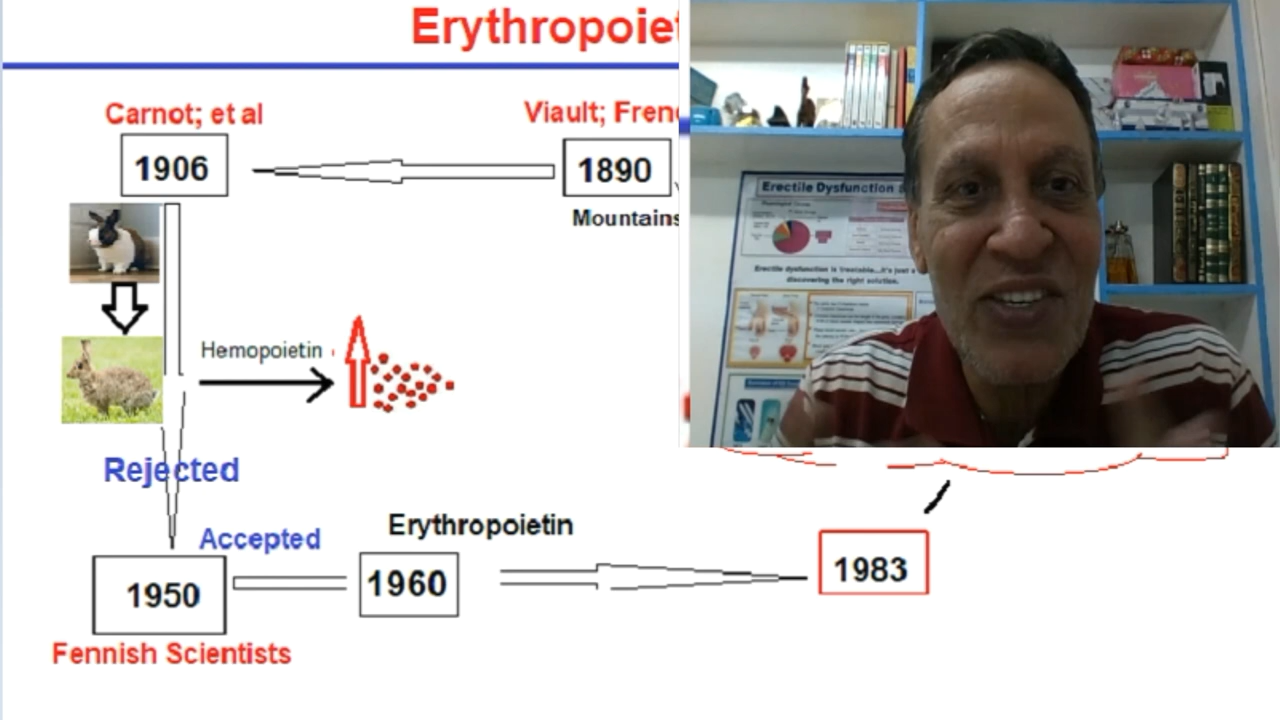 Erythropoiet
Carnot; et al
Viault; Fren
1906
1890
Mountains
Hemopoietin
Rejected
Accepted
Erythropoietin
1950
1960
1983
Fennish Scientists
Erectile Dysfunction
Erectile dysfunction is treatable...it's just a
discovering the right solution.